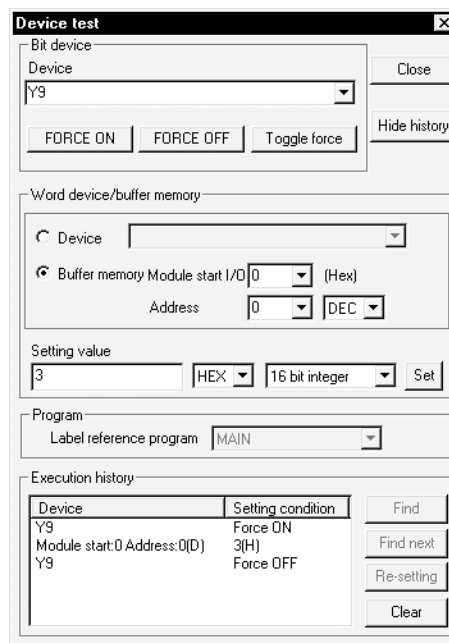 Device test
Bit device
Device
Y9
Close
FORCE ON FORCE OFF Toggle force
Hide history
Word device/buffer memory
Device
Buffer memory Module start I/O 0 (Hex)
Address 0 DEC
Setting value
3 HEX 16 bit integer Set
Program
Label reference program MAIN
Execution history
Device Setting condition
Y9 Force ON
Module start:0 Address:0(D) 3(H)
Y9 Force OFF
Find
Find next
Re-setting
Clear